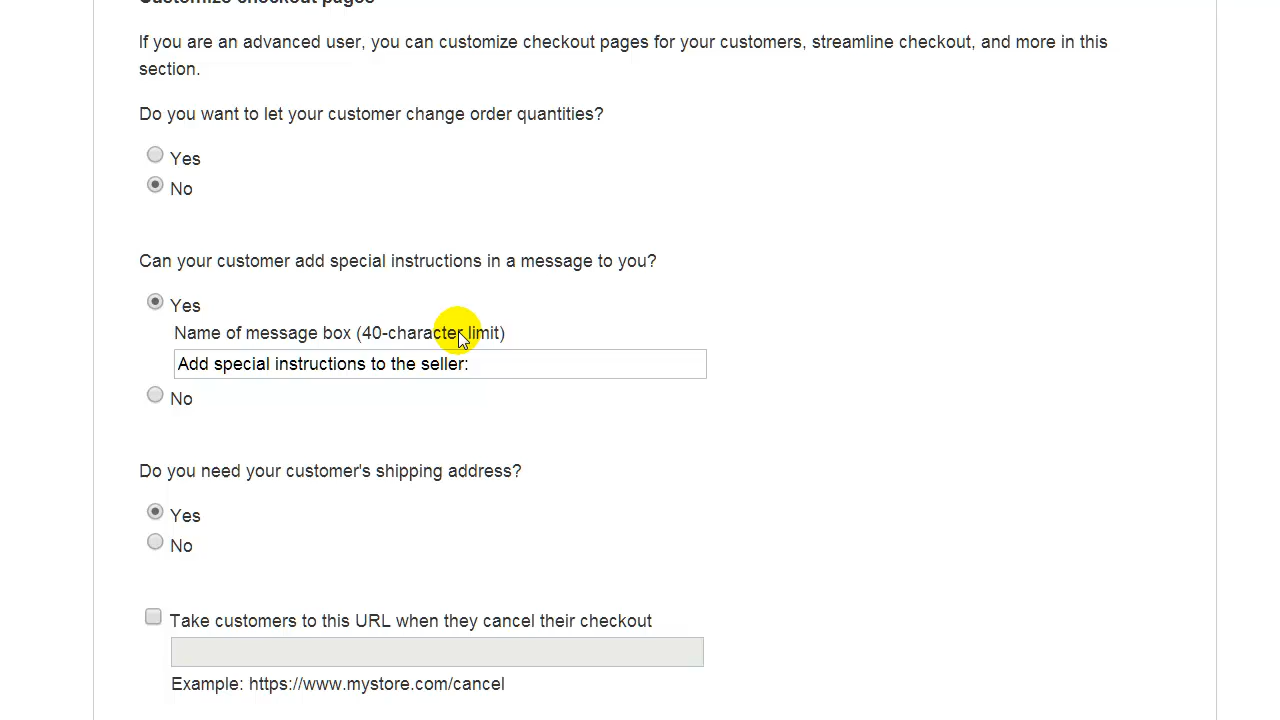 Customize checkout pages
If you are an advanced user, you can customize checkout pages for your customers, streamline checkout, and more in this
section.
Do you want to let your customer change order quantities?
Yes
No
Can your customer add special instructions in a message to you?
Yes
Name of message box (40-character limit)
Add special instructions to the seller:
No
Do you need your customer's shipping address?
Yes
No
Take customers to this URL when they cancel their checkout
Example: https://www.mystore.com/cancel